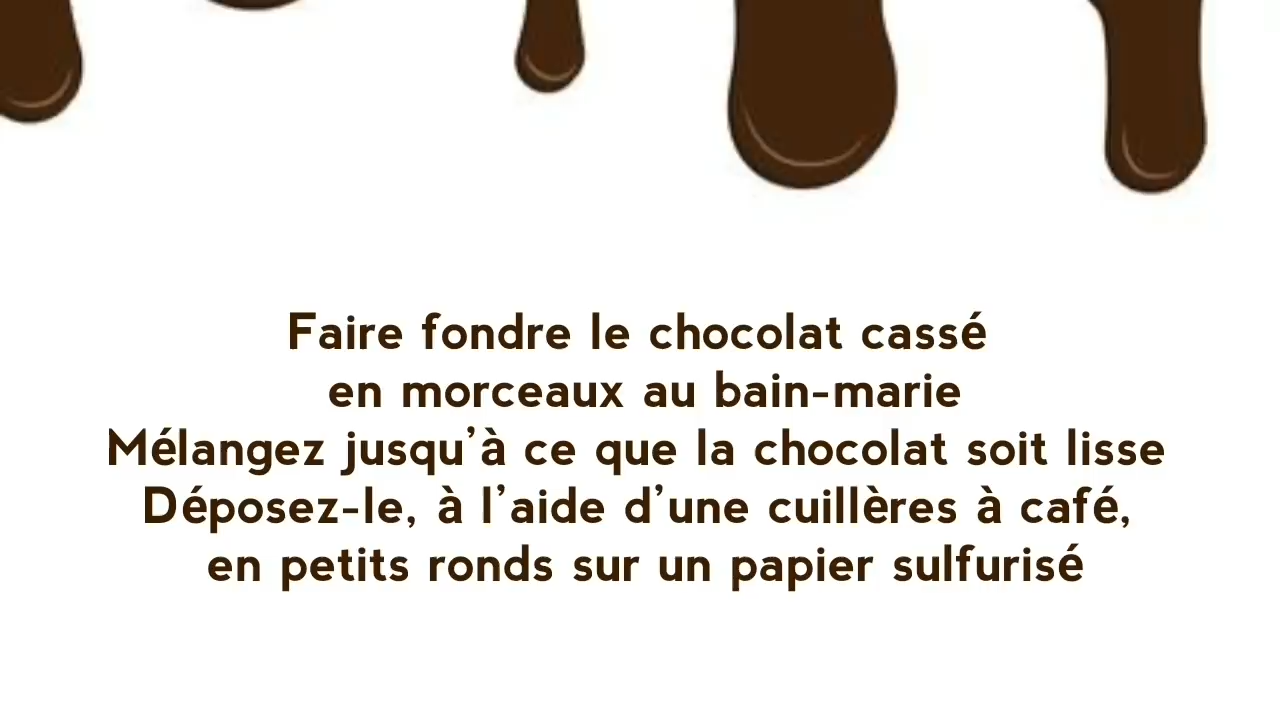 Faire fondre le chocolat cassé
en morceaux au bain-marie
Mélangez jusqu’à ce que la chocolat soit lisse
Déposez-le, à l’aide d’une cuillères à café,
en petits ronds sur un papier sulfurisé